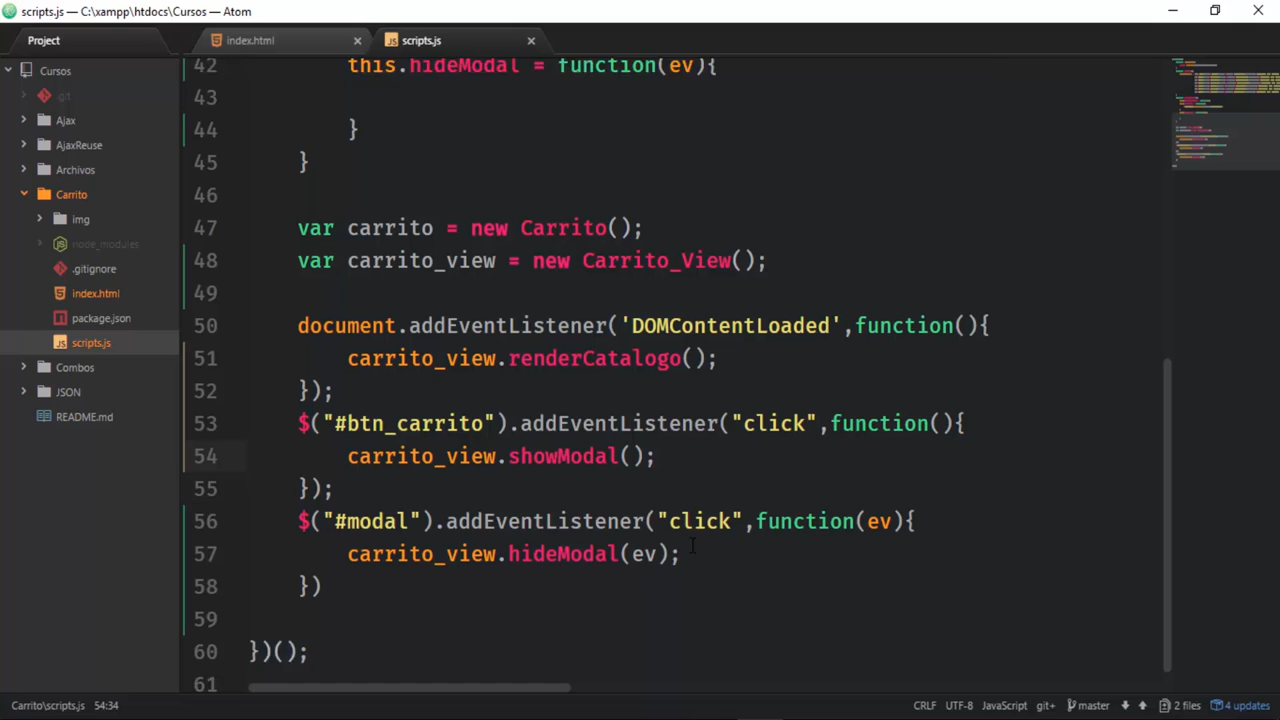 scripts.js — C:\xampp\htdocs\Cursos — Atom
Project
index.html
scripts.js
Cursos
.git
Ajax
AjaxReuse
Archivos
Carrito
img
node_modules
.gitignore
index.html
package.json
scripts.js
Combos
JSON
README.md
42 this.hideModal = function(ev){
43
44 }
45 }
46
47 var carrito = new Carrito();
48 var carrito_view = new Carrito_View();
49
50 document.addEventListener('DOMContentLoaded',function(){
51 carrito_view.renderCatalogo();
52 });
53 $("#btn_carrito").addEventListener("click",function(){
54 carrito_view.showModal();
55 });
56 $("#modal").addEventListener("click",function(ev){
57 carrito_view.hideModal(ev);
58 })
59
60 })();
61
Carrito\scripts.js 54:34 CRLF UTF-8 JavaScript git+ master 2 files 4 updates